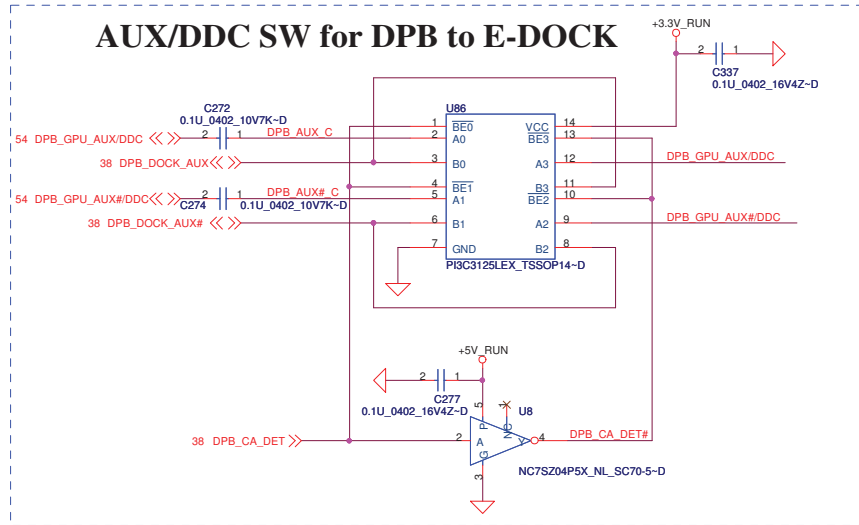 AUX/DDC SW for DPB to E-DOCK
+3.3V_RUN
2 1
C337
0.1U_0402_16V4Z~D
C272
0.1U_0402_10V7K~D
U86
54 DPB_GPU_AUX/DDC 2 1 DPB_AUX_C
38 DPB_DOCK_AUX
54 DPB_GPU_AUX#/DDC 2 1 DPB_AUX#_C
C274 0.1U_0402_10V7K~D
38 DPB_DOCK_AUX#
1 BE0 VCC 14
2 A0 BE3 13
3 B0 A3 12 DPB_GPU_AUX/DDC
4 BE1 B3 11
5 A1 BE2 10
6 B1 A2 9 DPB_GPU_AUX#/DDC
7 GND B2 8
PI3C3125LEX_TSSOP14~D
+5V_RUN
2 1
C277
0.1U_0402_16V4Z~D
5 1 U8
P NC
38 DPB_CA_DET 2 A Y 4 DPB_CA_DET#
G
3
NC7SZ04P5X_NL_SC70-5~D